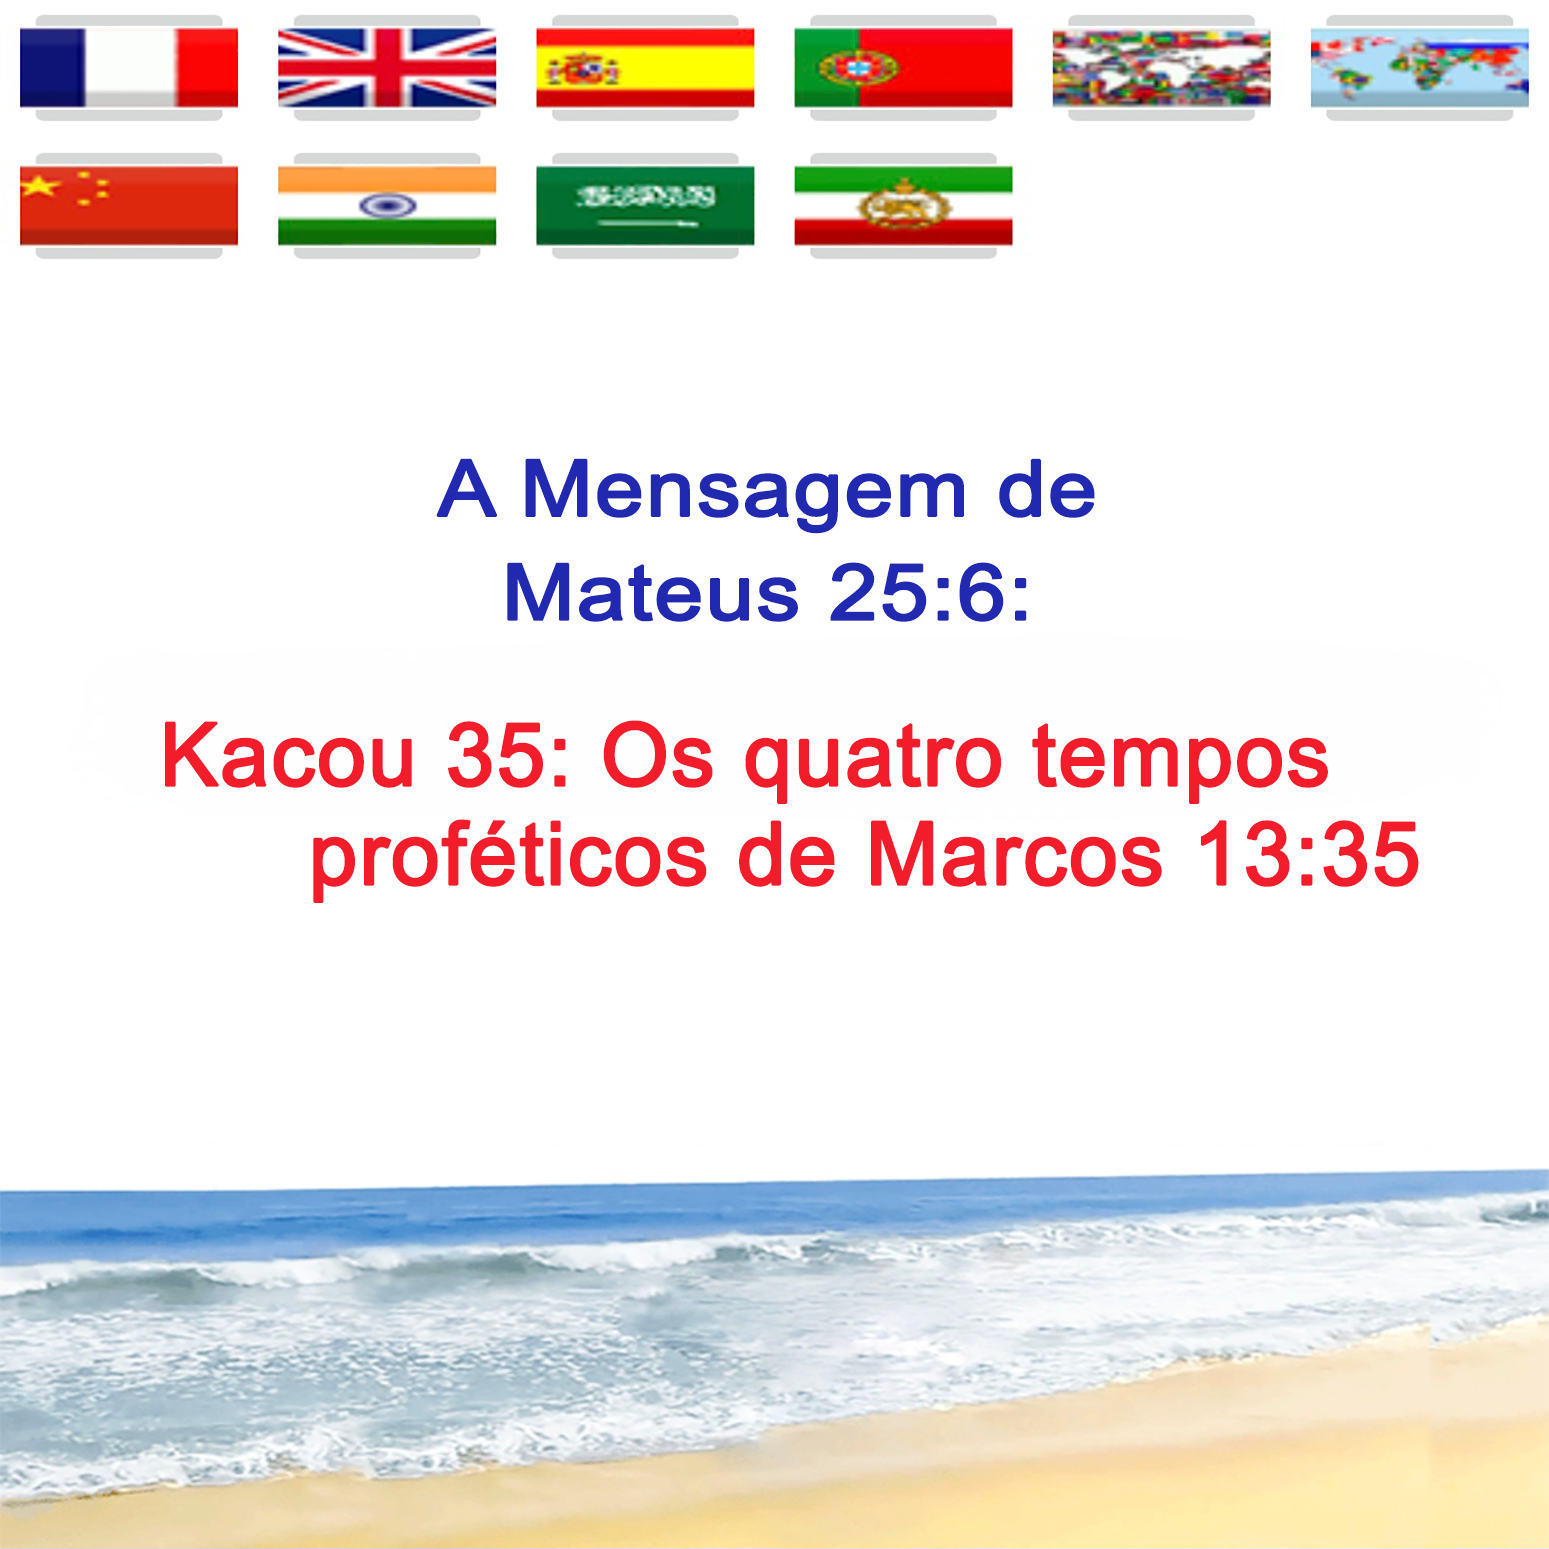 A Mensagem de
Mateus 25:6:
Kacou 35: Os quatro tempos
proféticos de Marcos 13:35